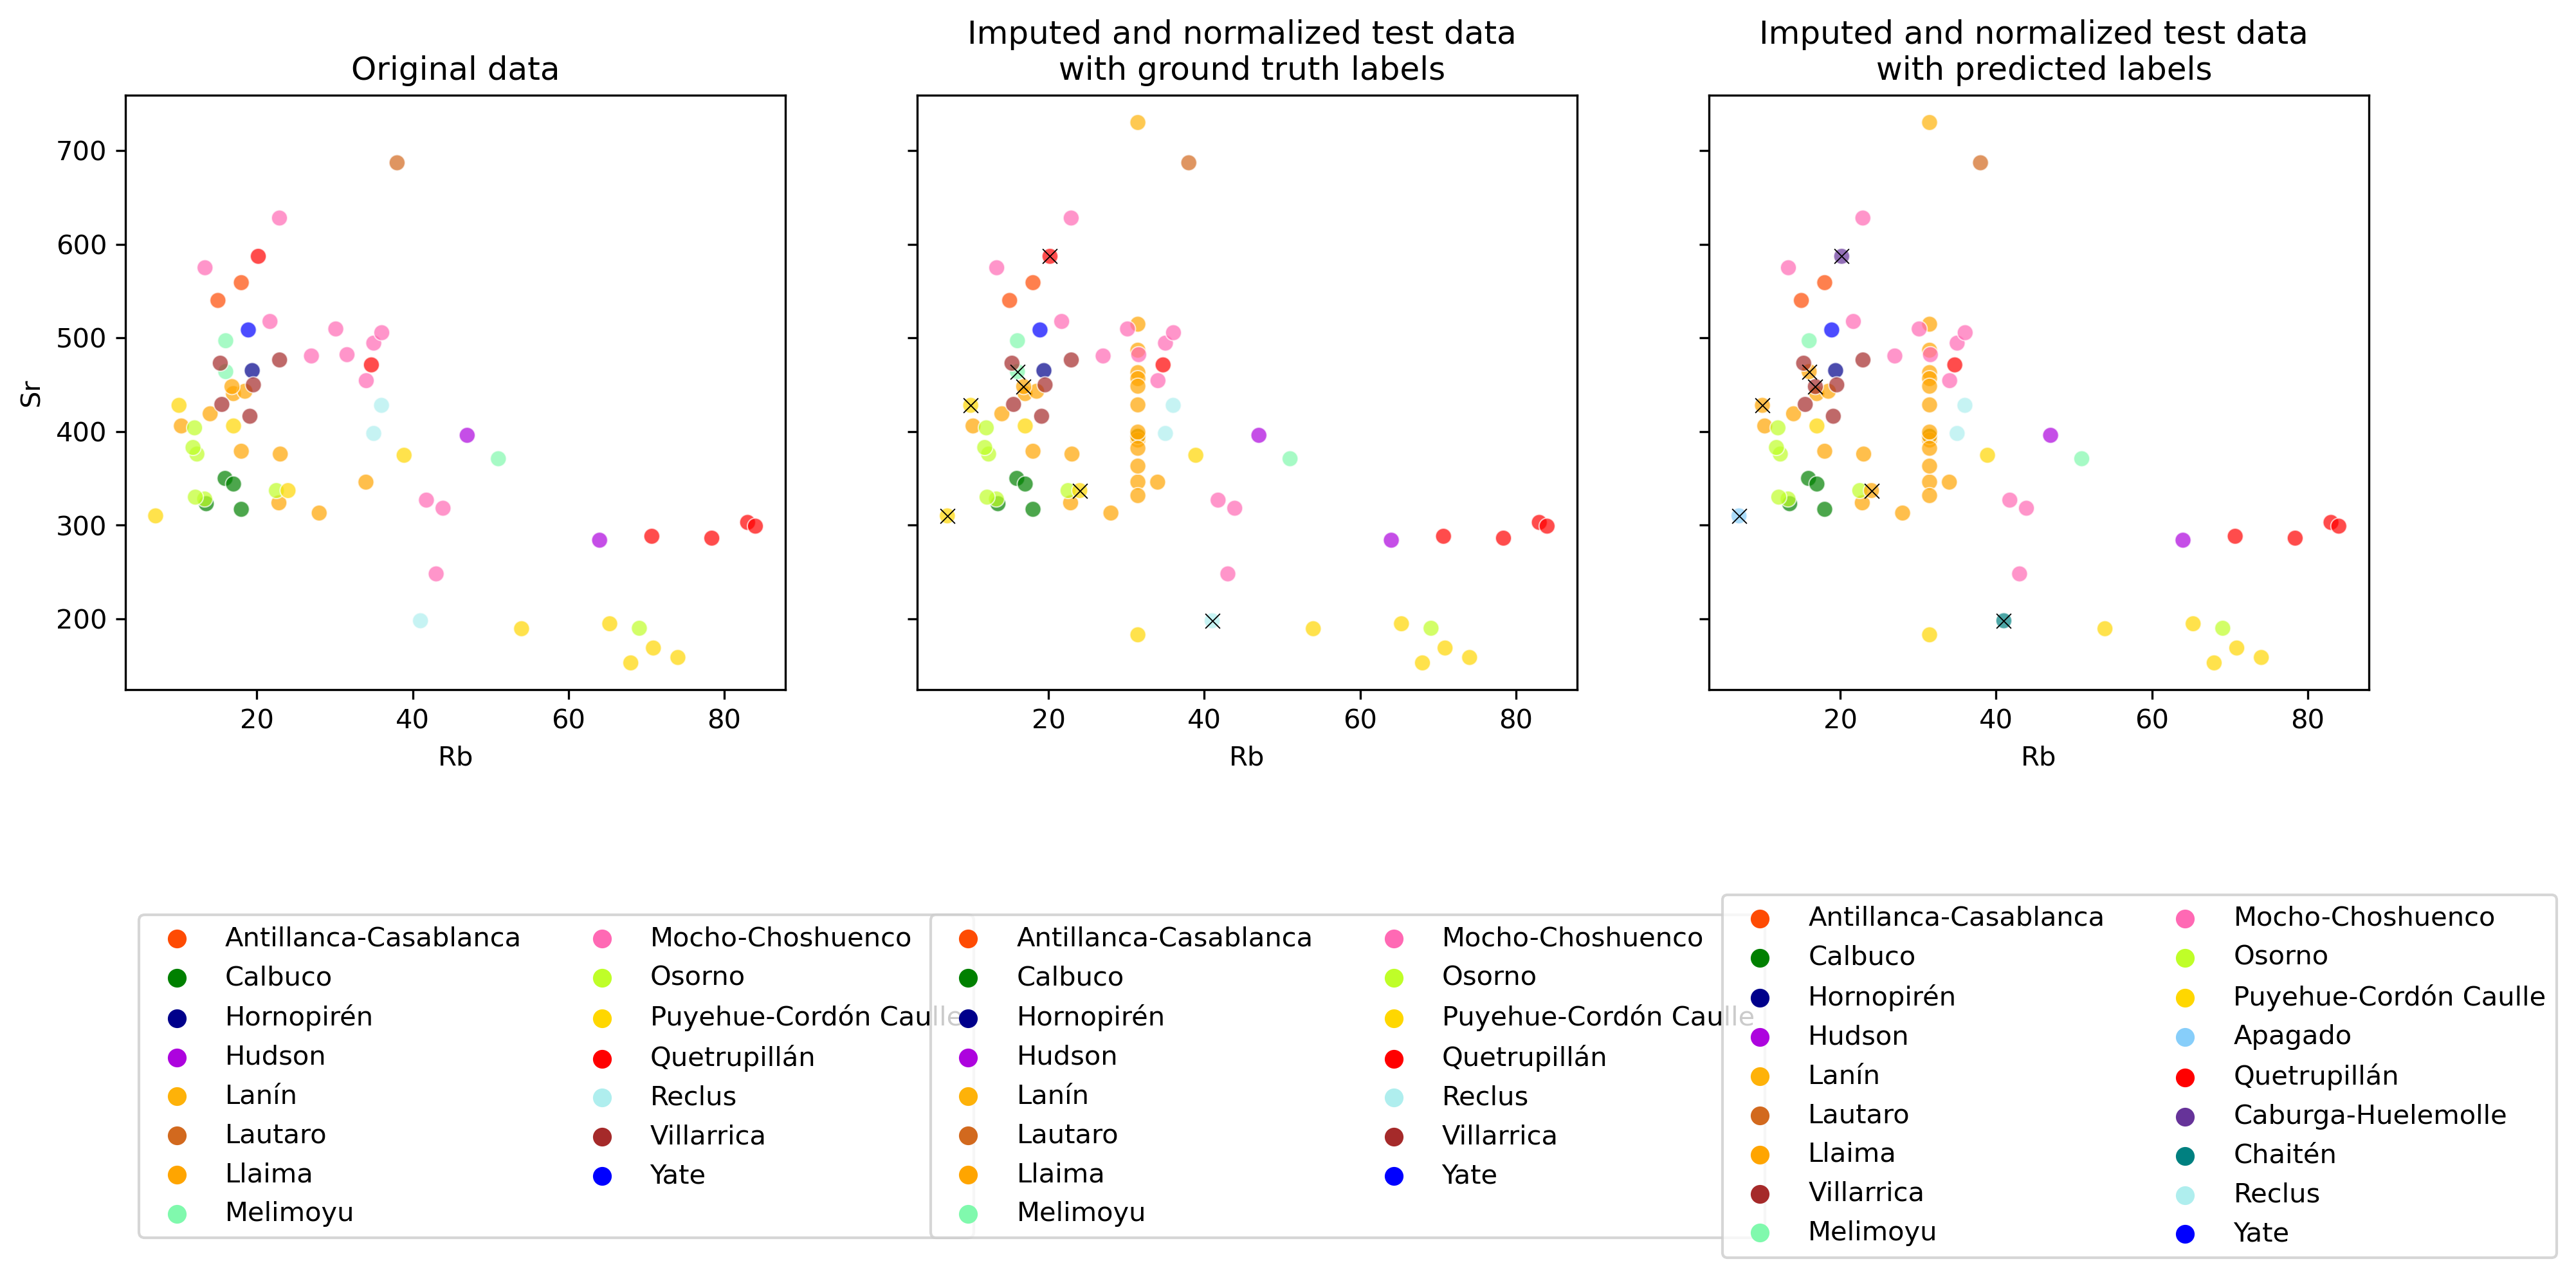 Original data
Imputed and normalized test data
with ground truth labels
Imputed and normalized test data
with predicted labels
Sr
700
600
500
400
300
200
20 40 60 80
Rb
20 40 60 80
Rb
20 40 60 80
Rb
Antillanca-Casablanca
Calbuco
Hornopirén
Hudson
Lanín
Lautaro
Llaima
Melimoyu
Mocho-Choshuenco
Osorno
Puyehue-Cordón Caulle
Quetrupillán
Reclus
Villarrica
Yate
Antillanca-Casablanca
Calbuco
Hornopirén
Hudson
Lanín
Lautaro
Llaima
Melimoyu
Mocho-Choshuenco
Osorno
Puyehue-Cordón Caulle
Quetrupillán
Reclus
Villarrica
Yate
Antillanca-Casablanca
Calbuco
Hornopirén
Hudson
Lanín
Lautaro
Llaima
Villarrica
Melimoyu
Mocho-Choshuenco
Osorno
Puyehue-Cordón Caulle
Apagado
Quetrupillán
Caburga-Huelemolle
Chaitén
Reclus
Yate